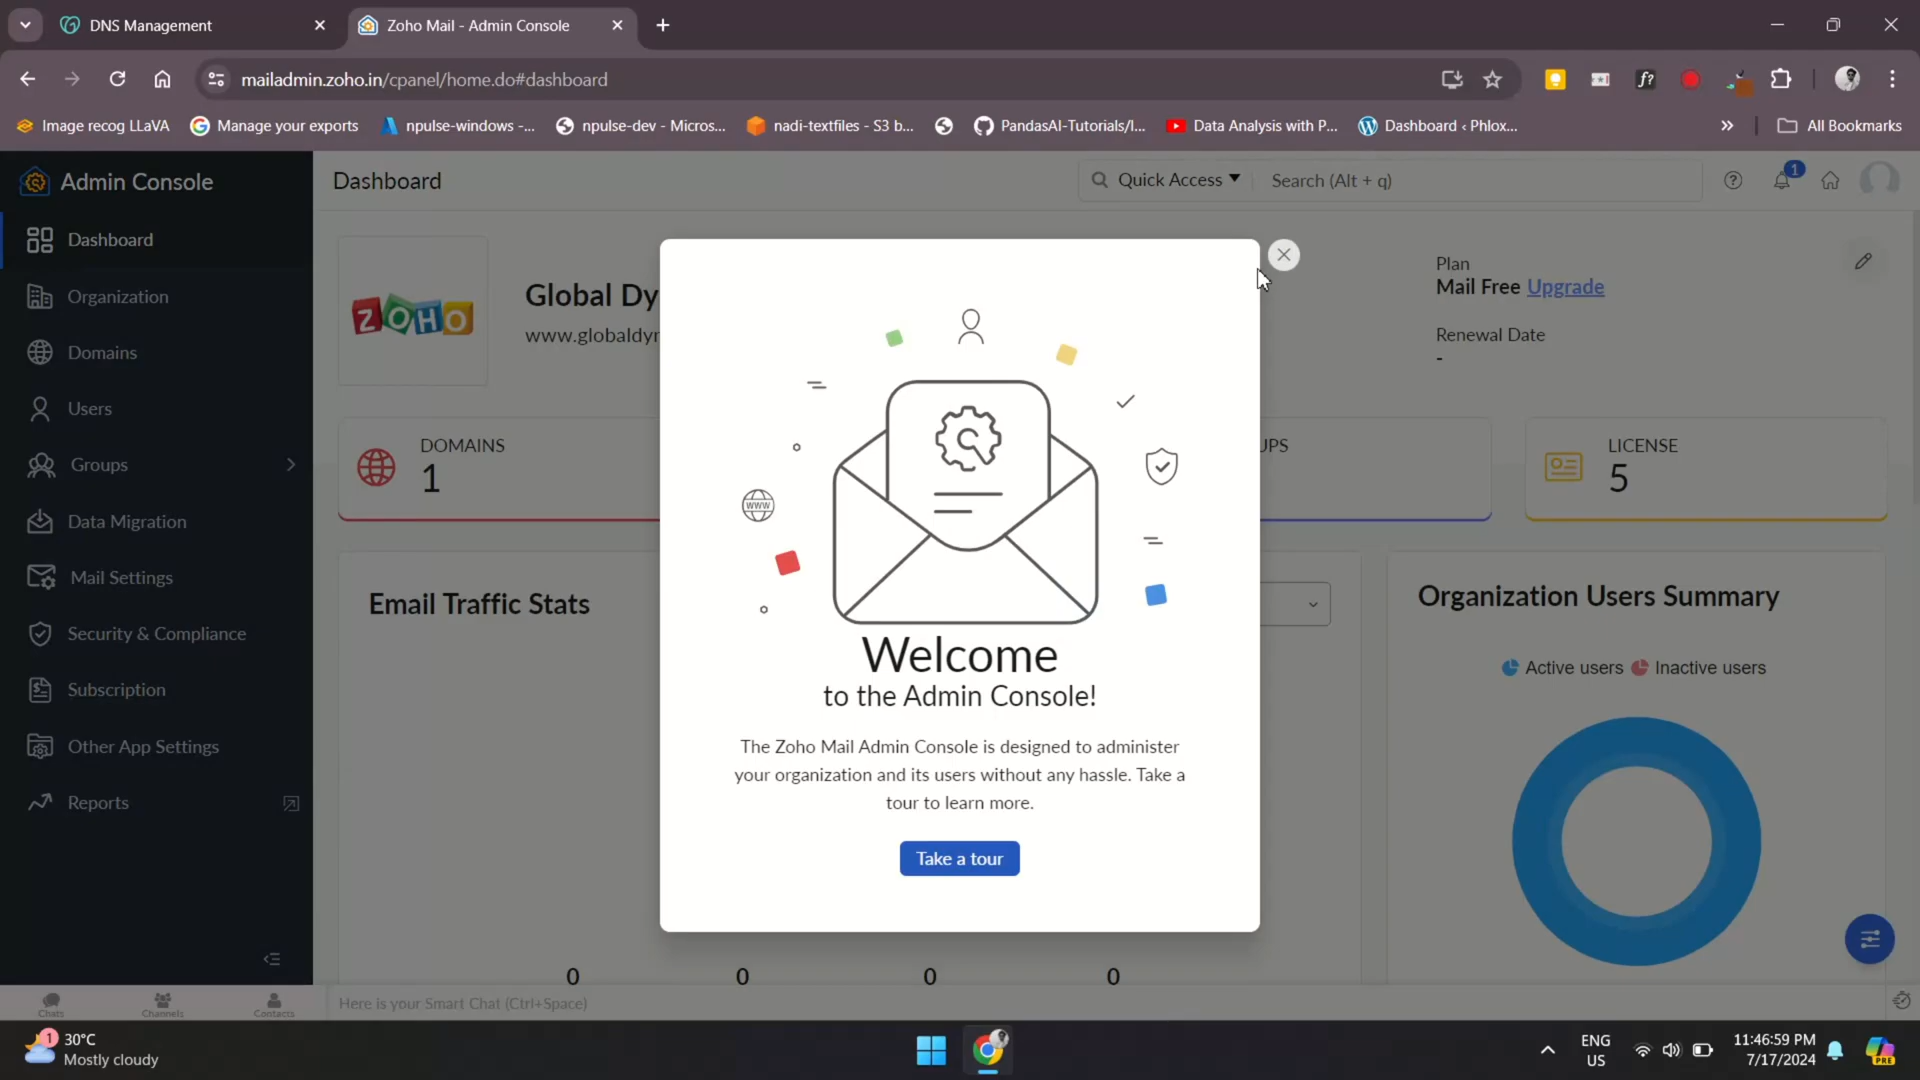 DNS Management
Zoho Mail - Admin Console
mailadmin.zoho.in/cpanel/home.do#dashboard
Image recog LLaVA
Manage your exports
npulse-windows -...
npulse-dev - Micros...
nadi-textfiles - S3 b...
PandasAI-Tutorials/I...
Data Analysis with P...
Dashboard ‹ Phlox...
»
All Bookmarks
Admin Console
Dashboard
Quick Access
Search (Alt + q)
1
Dashboard
Organization
Domains
Users
Groups
Data Migration
Mail Settings
Security & Compliance
Subscription
Other App Settings
Reports
ZOHO
Global Dy
www.globaldyr
Plan
Mail Free Upgrade
Renewal Date
-
DOMAINS
1
UPS
LICENSE
5
Email Traffic Stats
Organization Users Summary
Active users
Inactive users
www
Welcome
to the Admin Console!
The Zoho Mail Admin Console is designed to administer
your organization and its users without any hassle. Take a
tour to learn more.
Take a tour
0 0 0 0
Chats
Channels
Contacts
Here is your Smart Chat (Ctrl+Space)
1
30°C
Mostly cloudy
ENG
US
11:46:59 PM
7/17/2024
PRE